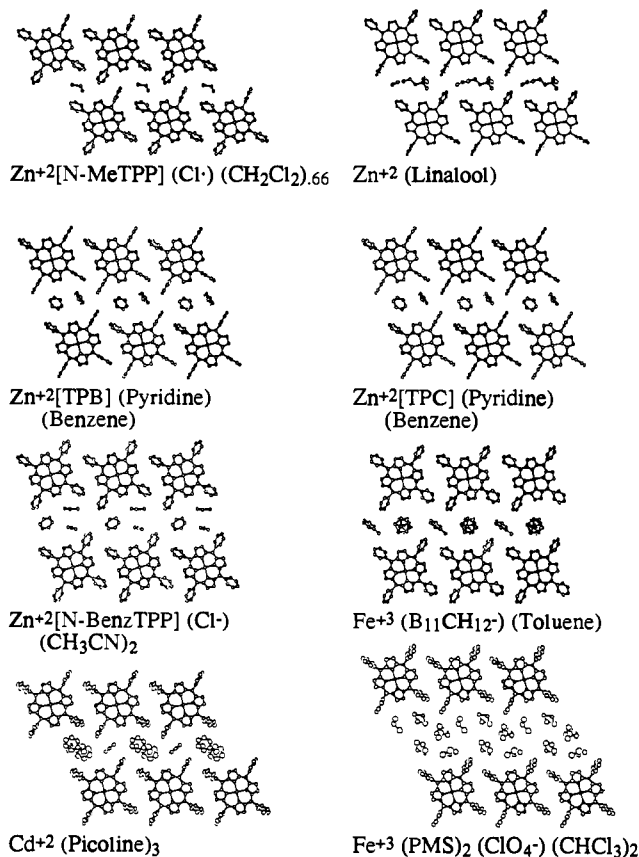 Zn+2[N-MeTPP] (Cl·) (CH2Cl2).66
Zn+2 (Linalool)
Zn+2[TPB] (Pyridine)
(Benzene)
Zn+2[TPC] (Pyridine)
(Benzene)
Zn+2[N-BenzTPP] (Cl-)
(CH3CN)2
Fe+3 (B11CH12-) (Toluene)
Cd+2 (Picoline)3
Fe+3 (PMS)2 (ClO4-) (CHCl3)2